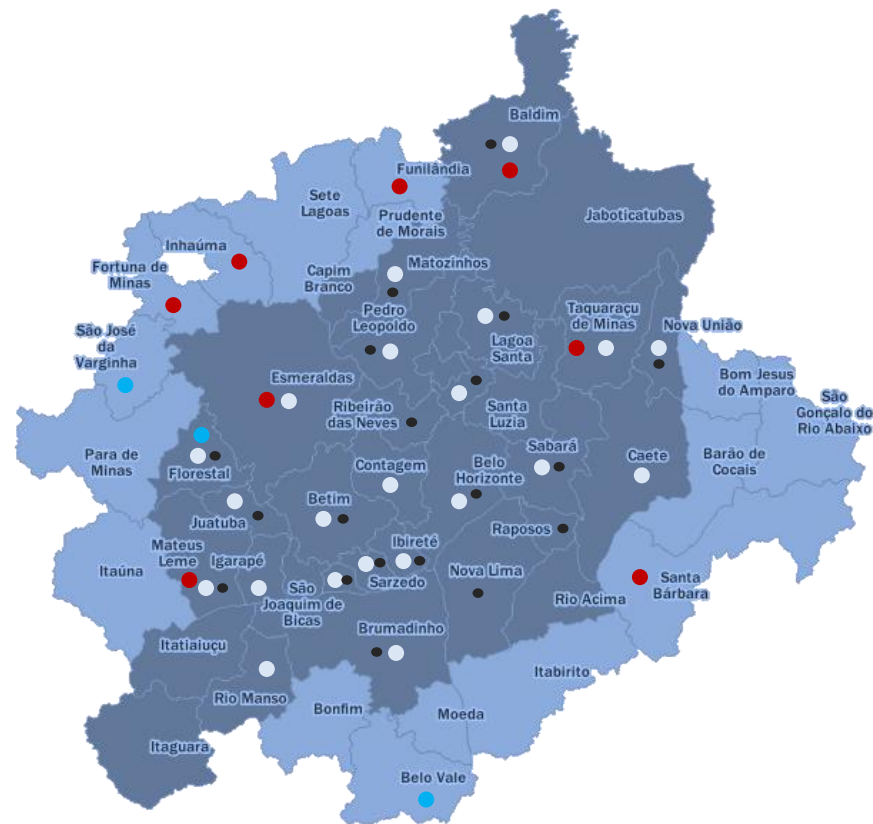 Baldim
Funilândia
Sete
Lagoas
Prudente
de Morais
Jaboticatubas
Inhaúma
Matozinhos
Fortuna de
Minas
Capim
Branco
Pedro
Leopoldo
Taquaraçu
de Minas
Nova União
São José
da
Varginha
Lagoa
Santa
Esmeraldas
Bom Jesus
do Amparo
São
Gonçalo do
Rio Abaixo
Ribeirão
das Neves
Santa
Luzia
Para de
Minas
Florestal
Contagem
Belo
Horizonte
Sabará
Caete
Barão de
Cocais
Betim
Juatuba
Raposos
Mateus
Leme
Igarapé
Ibireté
Sarzedo
Itaúna
São
Joaquim de
Bicas
Nova Lima
Rio Acima
Santa
Bárbara
Brumadinho
Itatiaiuçu
Itabirito
Rio Manso
Bonfim
Moeda
Itaguara
Belo Vale